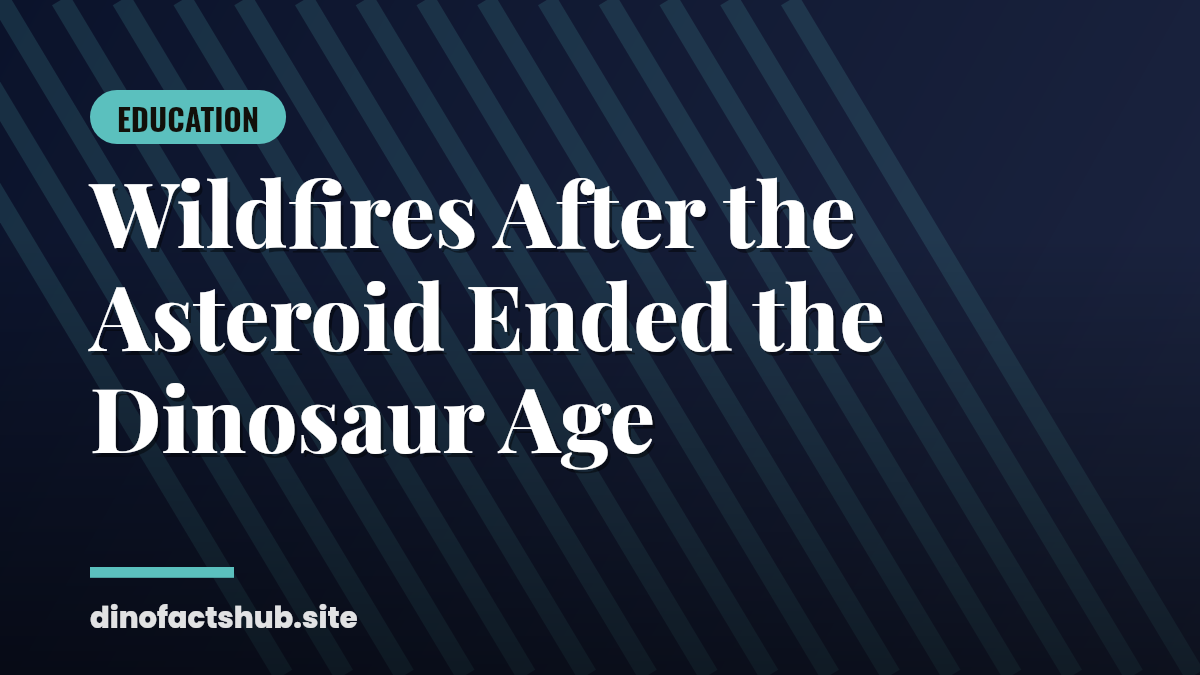 EDUCATION
Wildfires After the
Asteroid Ended the
Dinosaur Age
dinofactshub.site